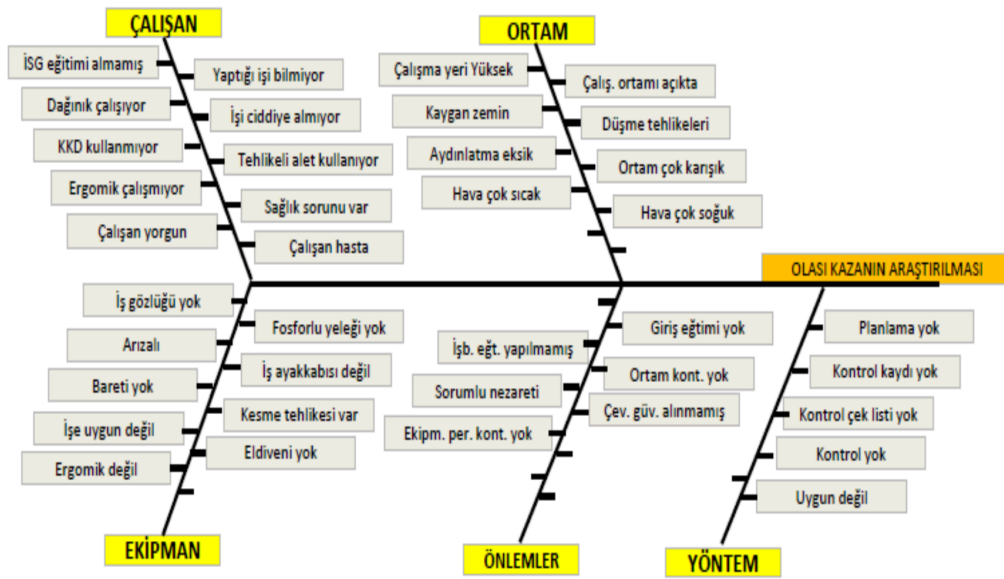 ÇALIŞAN
İSG eğitimi almamış
Yaptığı işi bilmiyor
Dağınık çalışıyor
İşi ciddiye almıyor
KKD kullanmıyor
Tehlikeli alet kullanıyor
Ergomik çalışmıyor
Sağlık sorunu var
Çalışan yorgun
Çalışan hasta
ORTAM
Çalışma yeri Yüksek
Çalış. ortamı açıkta
Kaygan zemin
Düşme tehlikeleri
Aydınlatma eksik
Ortam çok karışık
Hava çok sıcak
Hava çok soğuk
OLASI KAZANIN ARAŞTIRILMASI
İş gözlüğü yok
Fosforlu yeleği yok
Arızalı
İş ayakkabısı değil
Bareti yok
Kesme tehlikesi var
İşe uygun değil
Eldiveni yok
Ergomik değil
EKİPMAN
Giriş eğtimi yok
İşb. eğt. yapılmamış
Ortam kont. yok
Sorumlu nezareti
Çev. güv. alınmamış
Ekipm. per. kont. yok
ÖNLEMLER
Planlama yok
Kontrol kaydı yok
Kontrol çek listi yok
Kontrol yok
Uygun değil
YÖNTEM